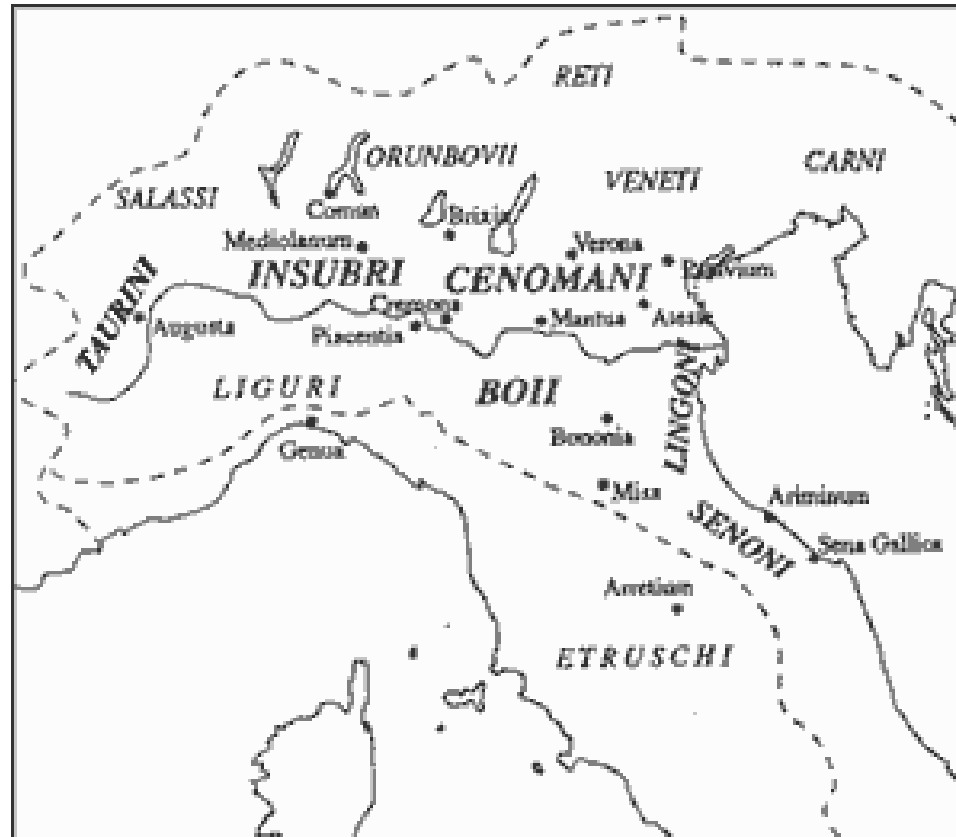 RETI
ORUNBOVII
CARNI
SALASSI
VENETI
Comun
Brixia
Mediolanum
Verona
INSUBRI
CENOMANI
TAURINI
Cremona
Augusta
Placentia
Mantua
LIGURI
BOII
LINGONI
Genua
Bononia
Misa
Ariminum
SENONI
Sena Gallica
Arretium
ETRUSCHI